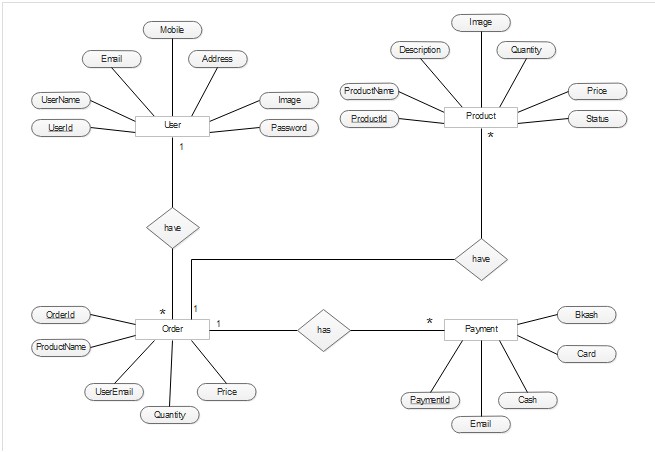 Image
Mobile
Email
Address
Description
Quantity
UserName
Image
ProductName
Price
UserId
User
Password
ProductId
Product
Status
1
*
have
have
*
1
OrderId
Order
1
has
*
Payment
Bkash
ProductName
Card
UserEmail
Price
PaymentId
Cash
Quantity
Email